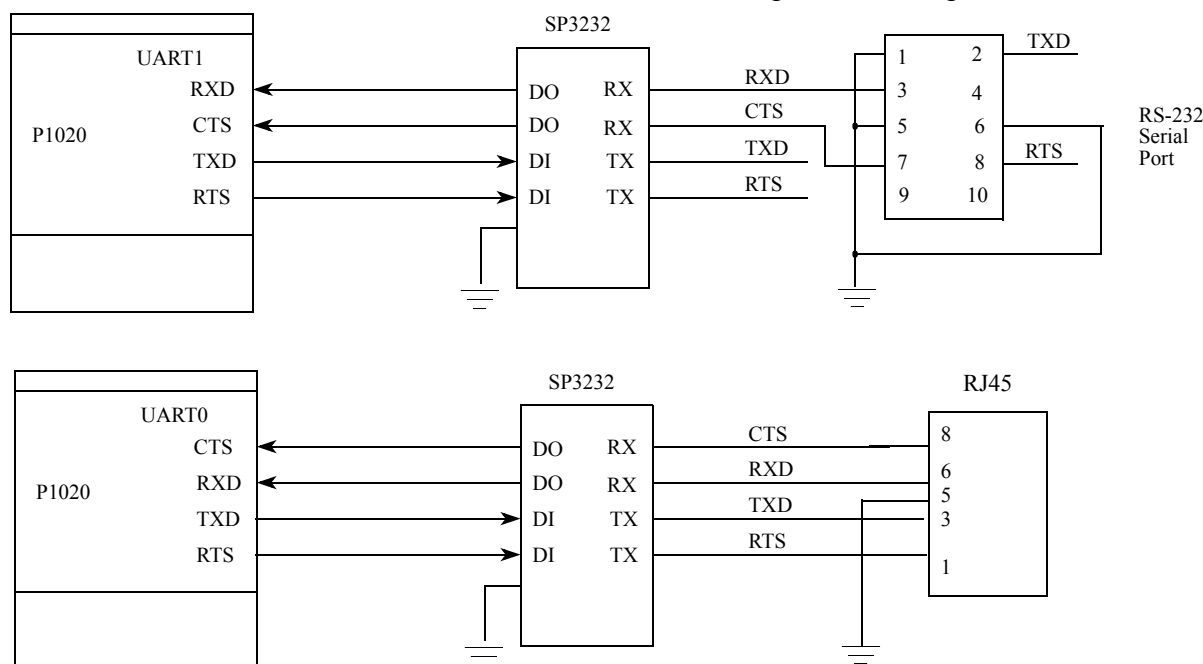 SP3232
UART1
RXD
CTS
TXD
RTS
P1020
DO
DO
DI
DI
RX
RX
TX
TX
RXD
CTS
TXD
RTS
1 2
3 4
5 6
7 8
9 10
TXD
RTS
RS-232
Serial
Port
SP3232
RJ45
UART0
CTS
RXD
TXD
RTS
P1020
DO
DO
DI
DI
RX
RX
TX
TX
CTS
RXD
TXD
RTS
8
6
5
3
1